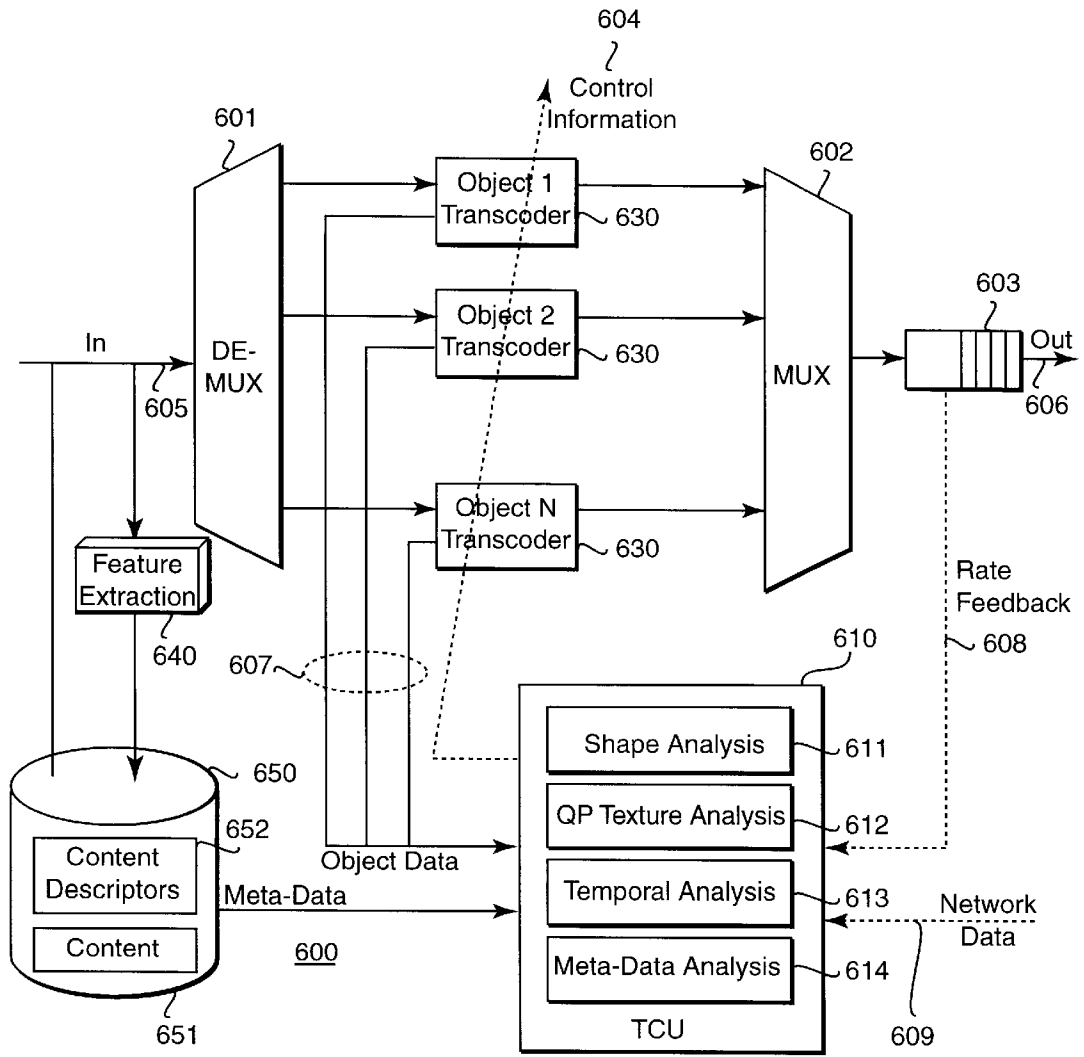 604
Control
Information
601
602
Object 1
Transcoder
630
603
Object 2
Transcoder
630
In
Out
DE-
MUX
MUX
605
606
Object N
Transcoder
630
Feature
Extraction
640
Rate
Feedback
608
607
610
Shape Analysis
611
650
QP Texture Analysis
612
652
Content
Descriptors
Object Data
Temporal Analysis
613
Meta-Data
Network
Data
Content
600
Meta-Data Analysis
614
TCU
651
609